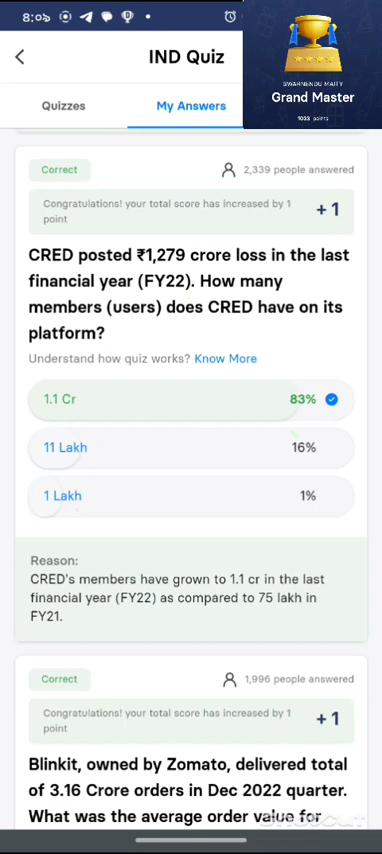 ৪:০৯
SWARNENDU MAITY
Grand Master
1033 points
IND Quiz
Quizzes
My Answers
Correct
2,339 people answered
Congratulations! your total score has increased by 1
point
+1
CRED posted ₹1,279 crore loss in the last
financial year (FY22). How many
members (users) does CRED have on its
platform?
Understand how quiz works? Know More
1.1 Cr
83%
11 Lakh
16%
1 Lakh
1%
Reason:
CRED's members have grown to 1.1 cr in the last
financial year (FY22) as compared to 75 lakh in
FY21.
Correct
1,996 people answered
Congratulations! your total score has increased by 1
point
+1
Blinkit, owned by Zomato, delivered total
of 3.16 Crore orders in Dec 2022 quarter.
What was the average order value for
SHOTCUT